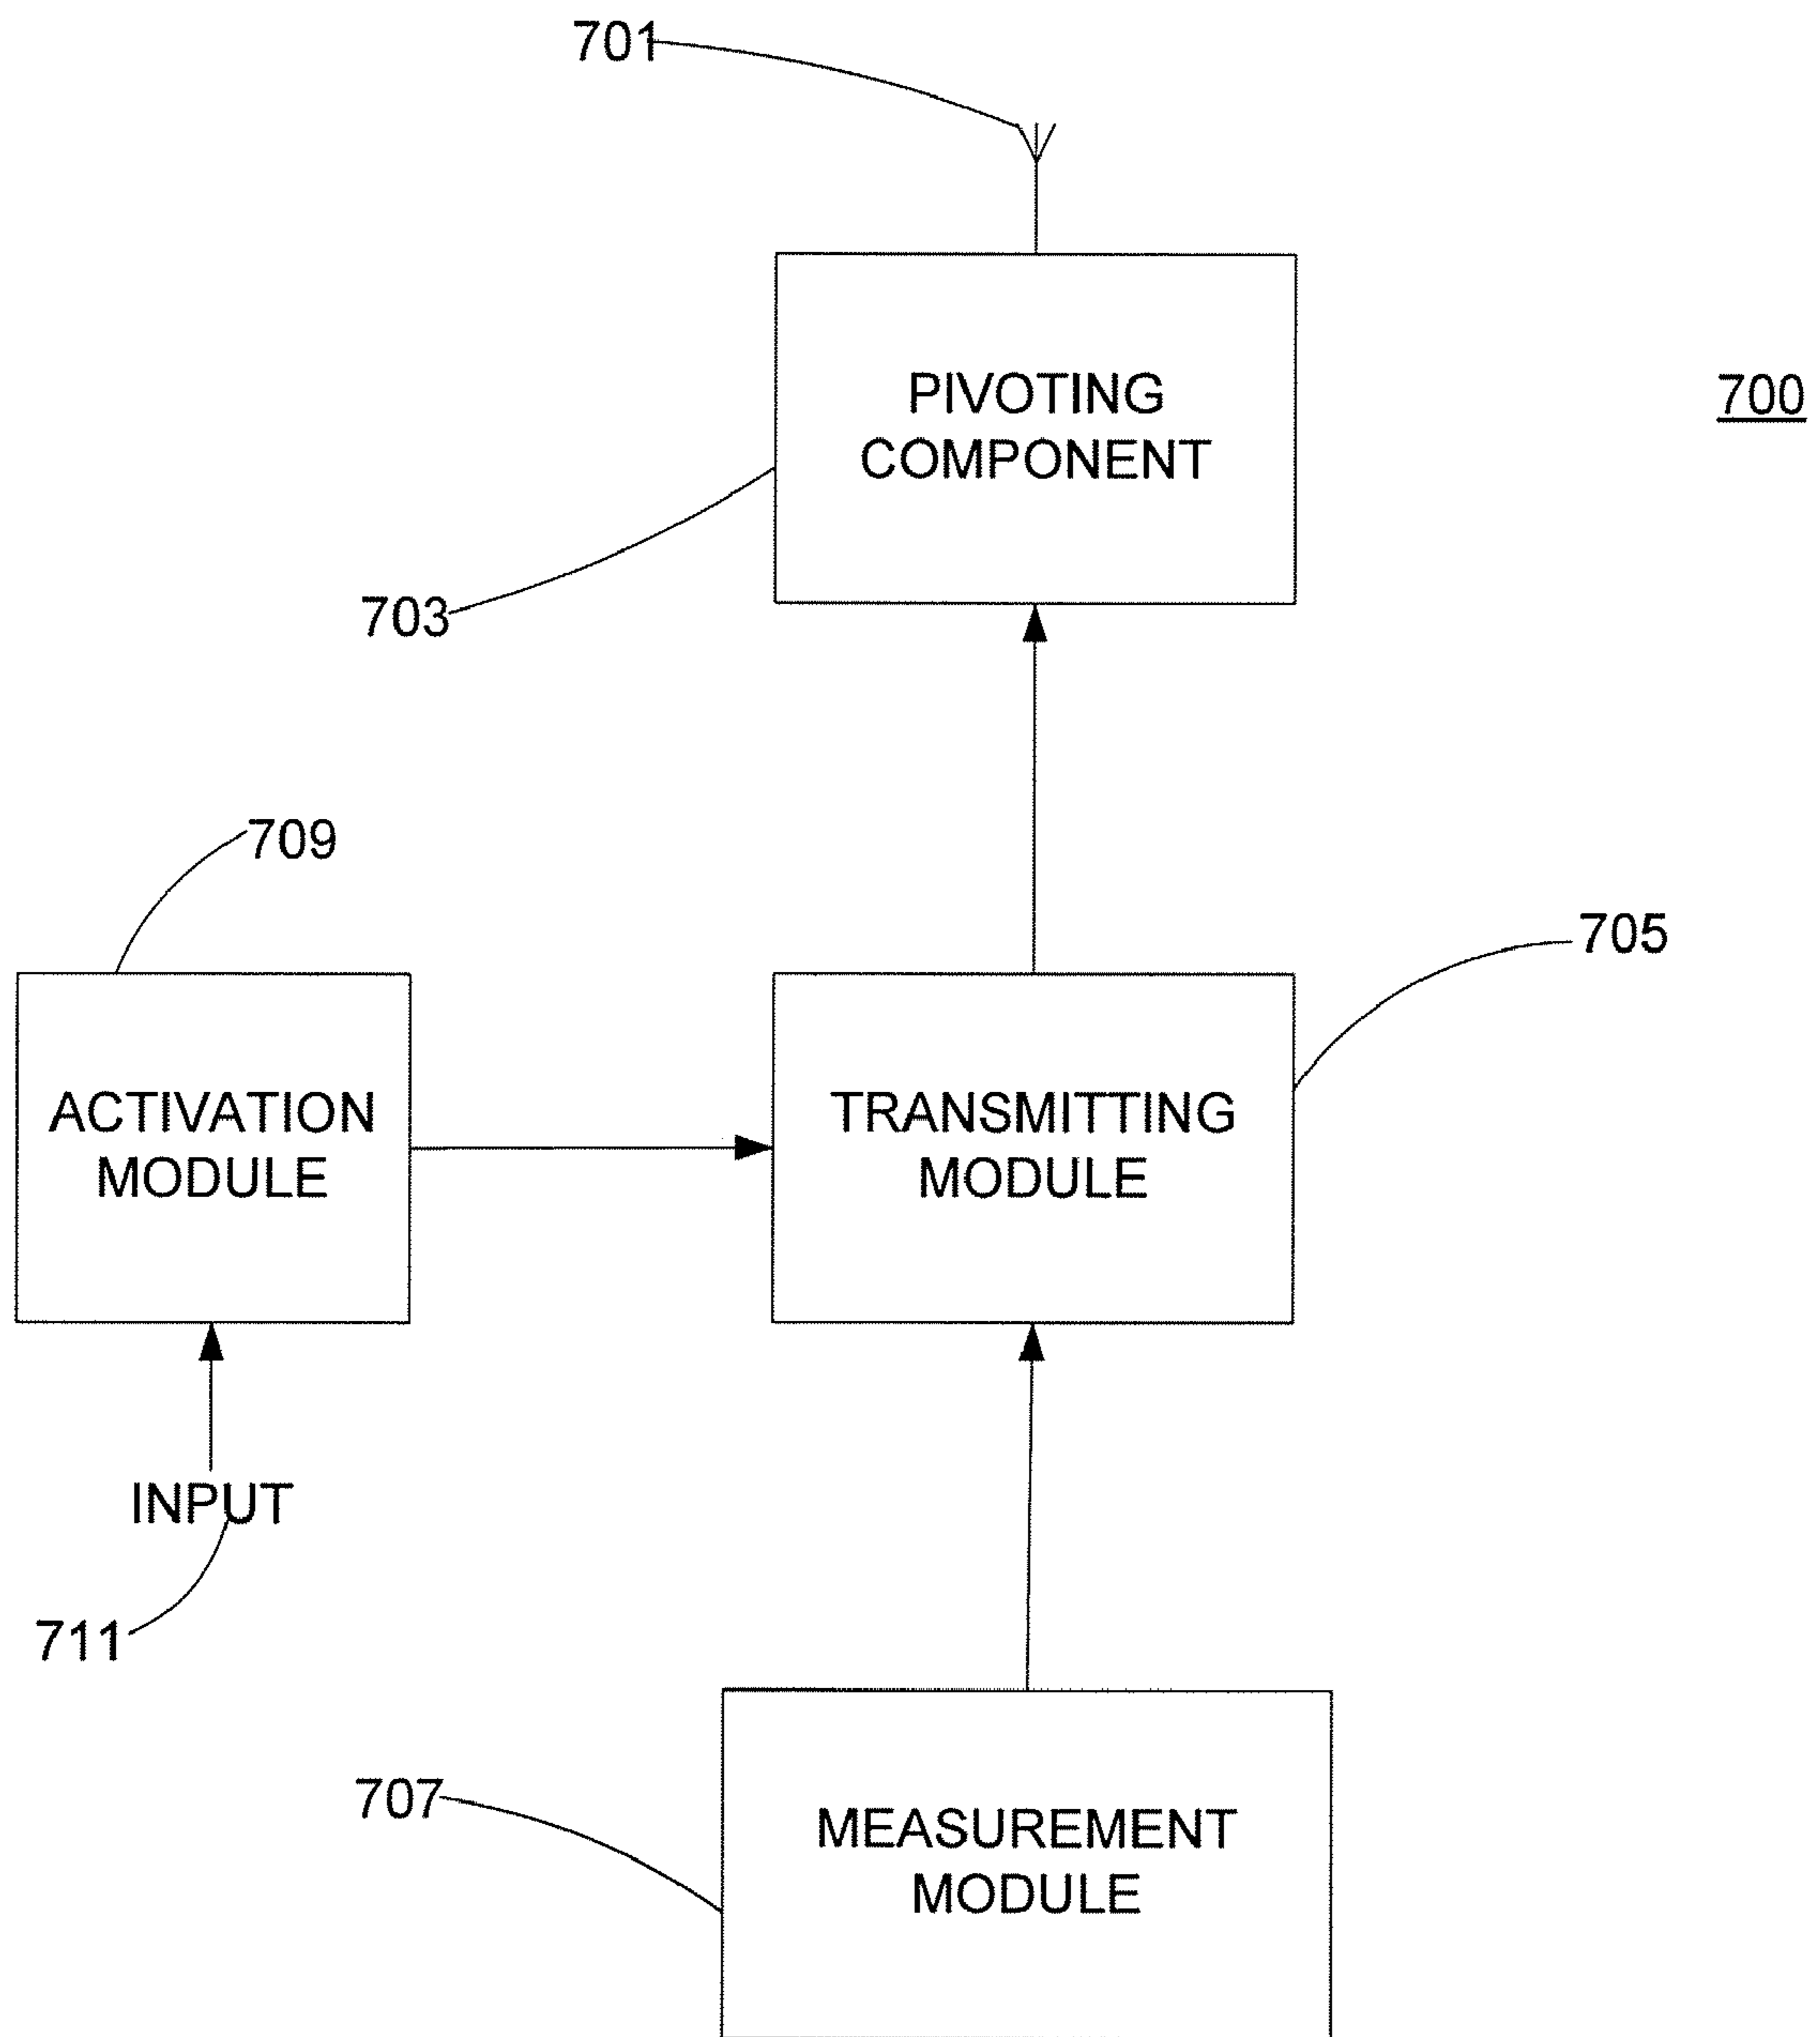 701
PIVOTING
COMPONENT
700
703
709
705
ACTIVATION
MODULE
TRANSMITTING
MODULE
INPUT
711
707
MEASUREMENT
MODULE